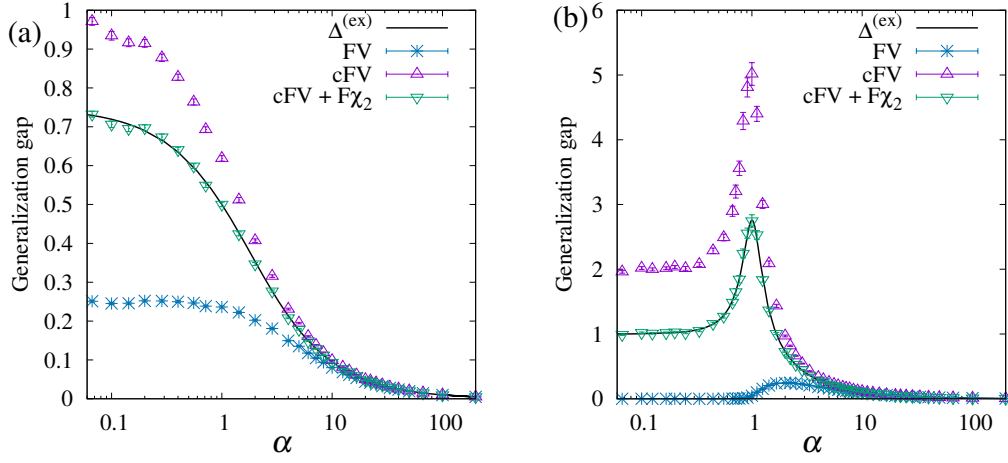 (a)
Generalization gap
1
0.9
0.8
0.7
0.6
0.5
0.4
0.3
0.2
0.1
0
0.1 1 10 100
α
Δ(ex)
FV
cFV
cFV + Fχ2
(b)
Generalization gap
6
5
4
3
2
1
0
0.1 1 10 100
α
Δ(ex)
FV
cFV
cFV + Fχ2